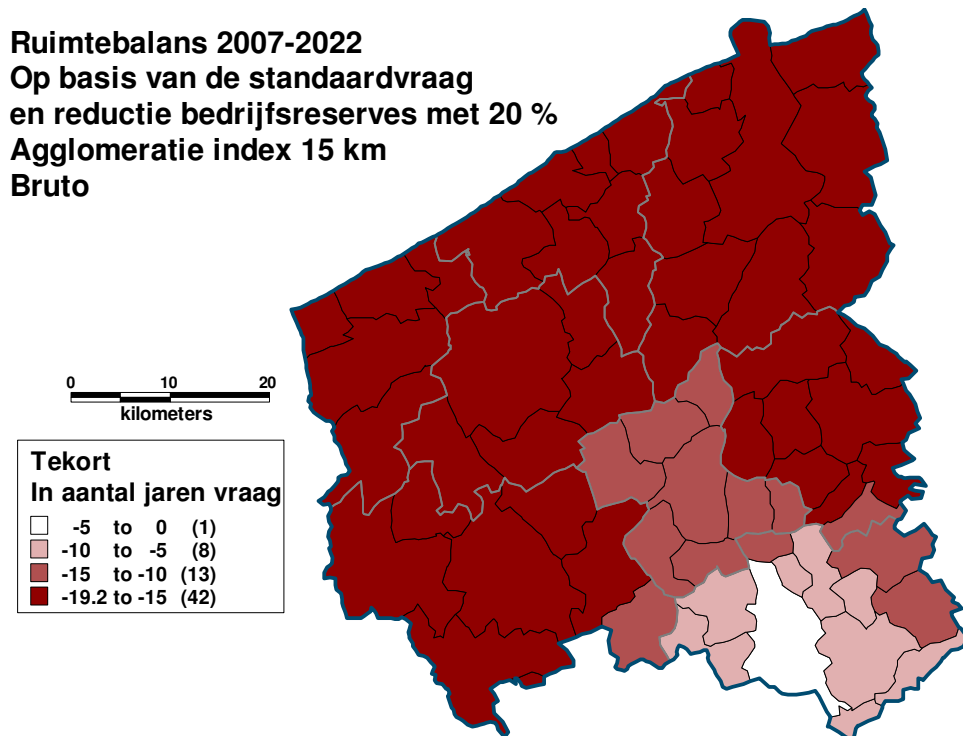 Ruimtebalans 2007-2022
Op basis van de standaardvraag
en reductie bedrijfsreserves met 20 %
Agglomeratie index 15 km
Bruto
0 10 20
kilometers
Tekort
In aantal jaren vraag
-5 to 0 (1)
-10 to -5 (8)
-15 to -10 (13)
-19.2 to -15 (42)